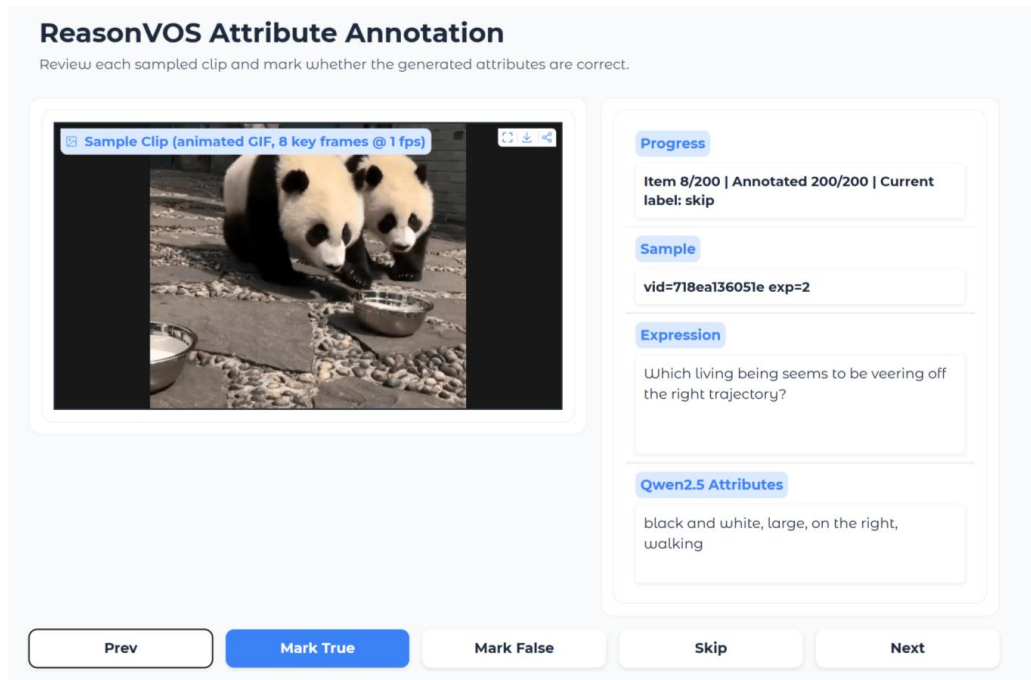 ReasonVOS Attribute Annotation
Review each sampled clip and mark whether the generated attributes are correct.
Sample Clip (animated GIF, 8 key frames @ 1 fps)
Progress
Item 8/200 | Annotated 200/200 | Current
label: skip
Sample
vid=718ea136051e exp=2
Expression
Which living being seems to be veering off
the right trajectory?
Qwen2.5 Attributes
black and white, large, on the right,
walking
Prev
Mark True
Mark False
Skip
Next